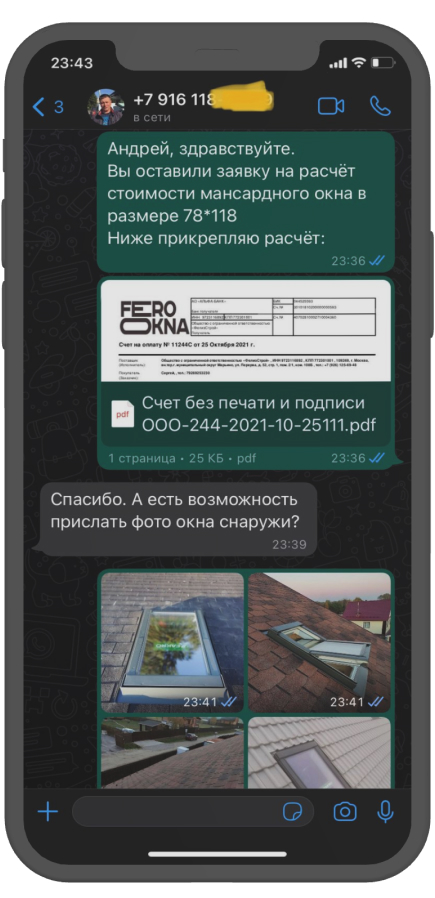 23:43
3
+7 916 118
в сети
Андрей, здравствуйте.
Вы оставили заявку на расчёт
стоимости мансардного окна в
размере 78*118
Ниже прикрепляю расчёт:
23:36
FERO
OKNA
Счет на оплату № 11244С от 25 Октября 2021 г.
pdf
Счет без печати и подписи
ООО-244-2021-10-25111.pdf
1 страница • 25 КБ • pdf
23:36
Спасибо. А есть возможность
прислать фото окна снаружи?
23:39
23:41
23:41